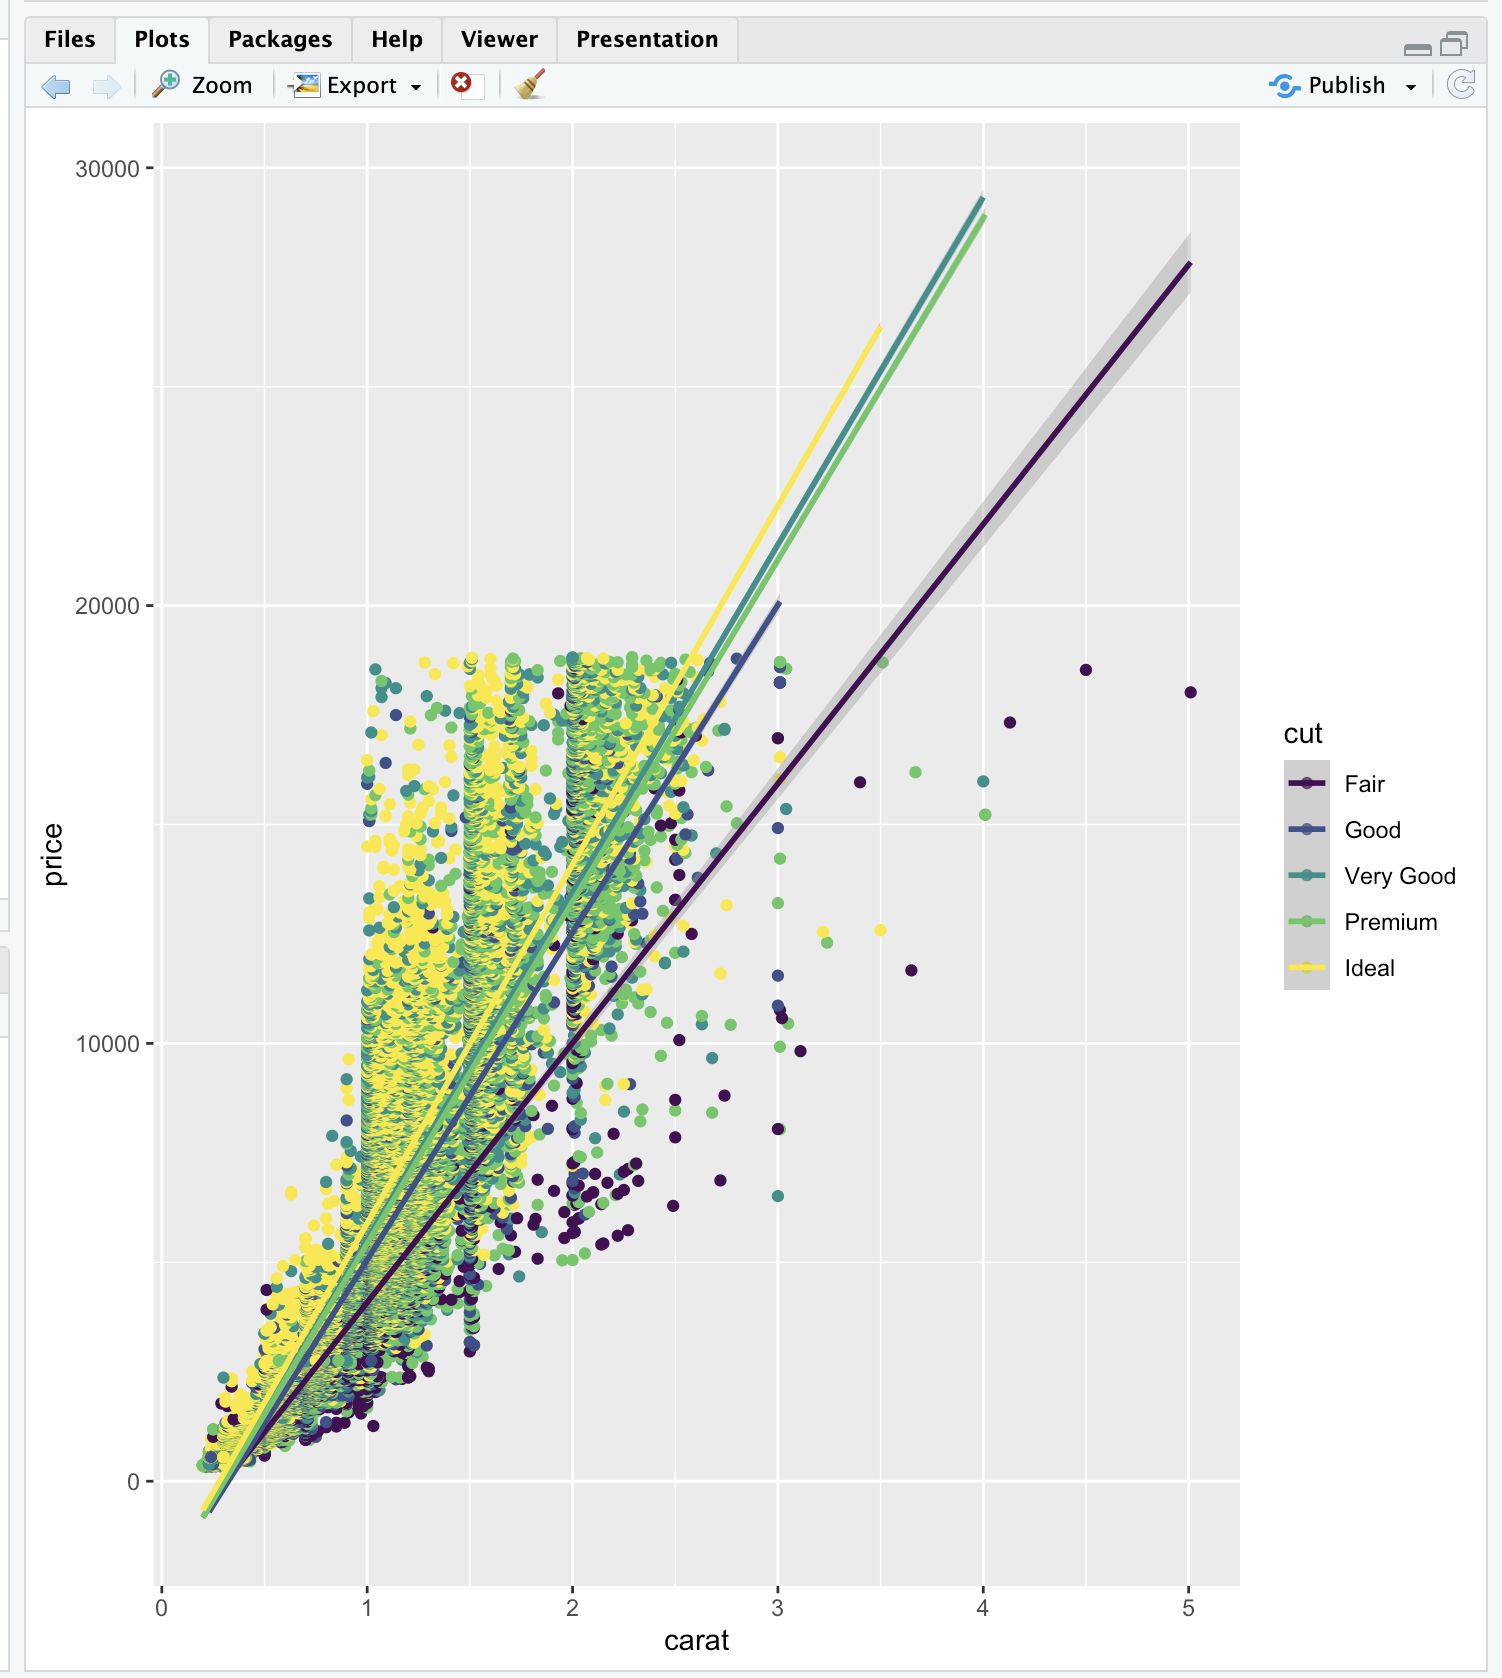 Files Plots Packages Help Viewer Presentation
Zoom Export Publish
30000
20000
10000
0
price
0 1 2 3 4 5
carat
cut
Fair
Good
Very Good
Premium
Ideal